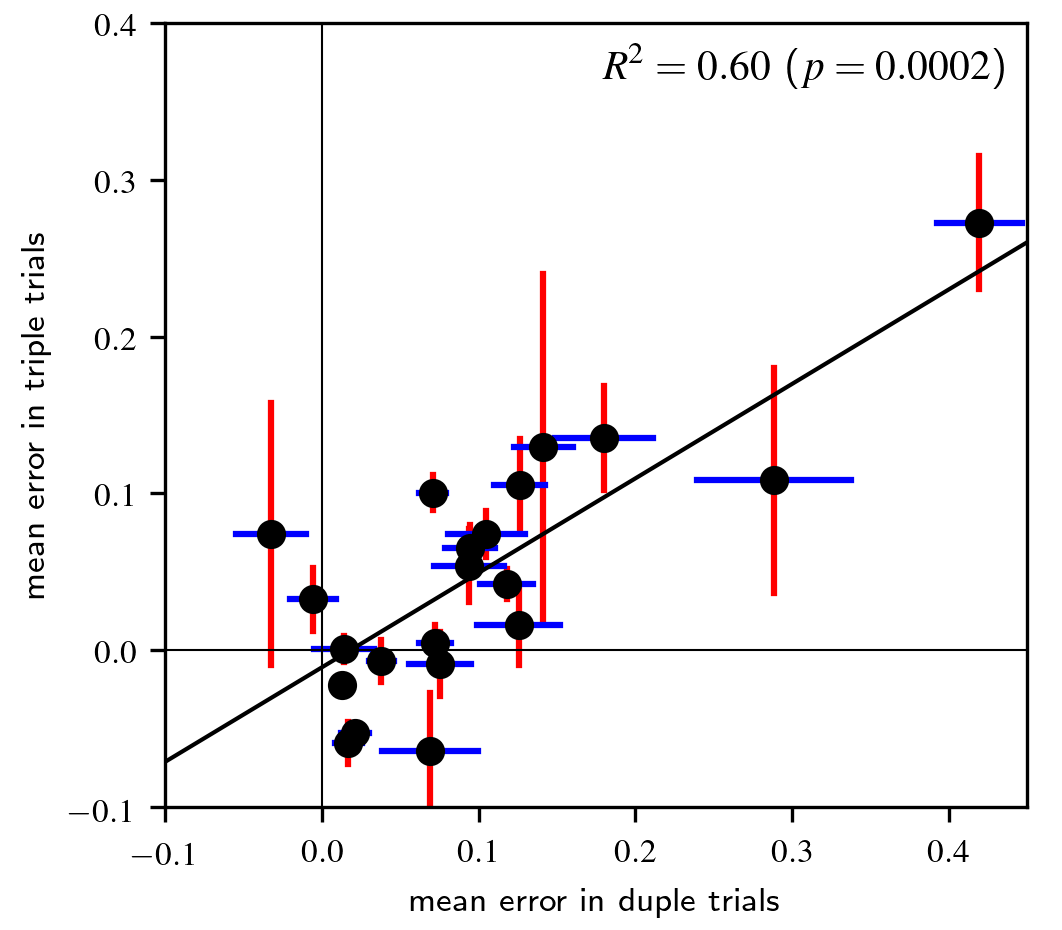 0.4
R² = 0.60 (p = 0.0002)
0.3
0.2
0.1
0.0
−0.1
mean error in triple trials
−0.1 0.0 0.1 0.2 0.3 0.4
mean error in duple trials